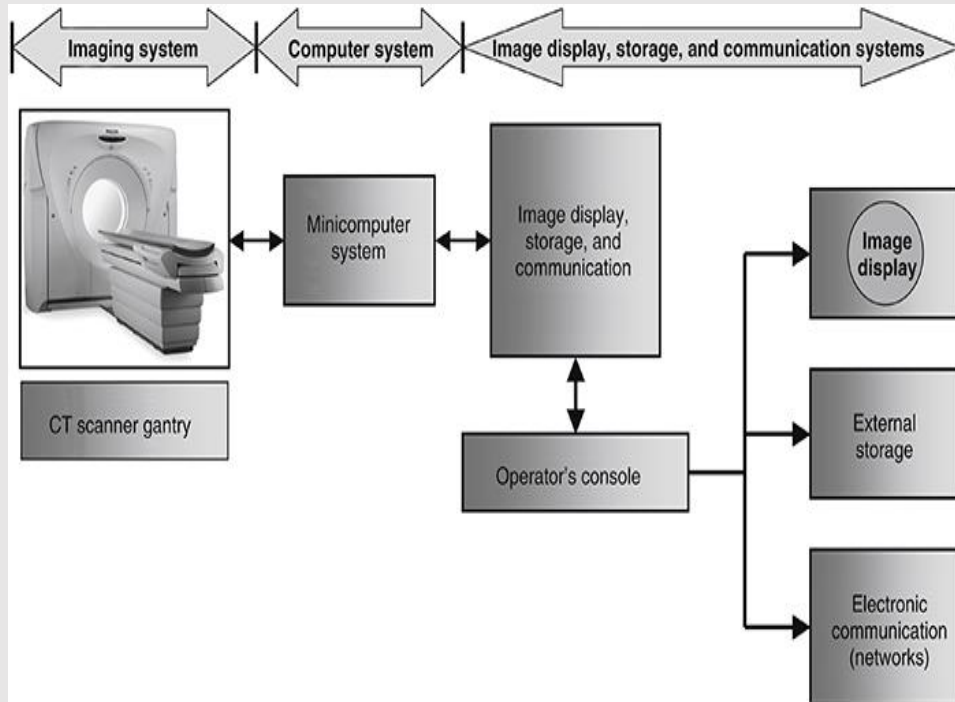 Imaging system
Computer system
Image display, storage, and communication systems
CT scanner gantry
Minicomputer
system
Image display,
storage, and
communication
Operator's console
Image
display
External
storage
Electronic
communication
(networks)